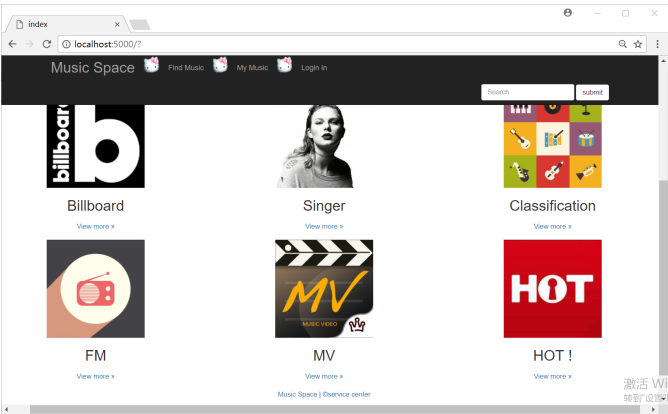 index
localhost:5000/?
Music Space Find Music My Music Login in
Search submit
billboard b
Billboard Singer Classification
View more » View more » View more »
MV
MUSIC VIDEO
HOT
FM MV HOT !
View more » View more » View more »
Music Space | ©service center
激活 Wi
转到"设置